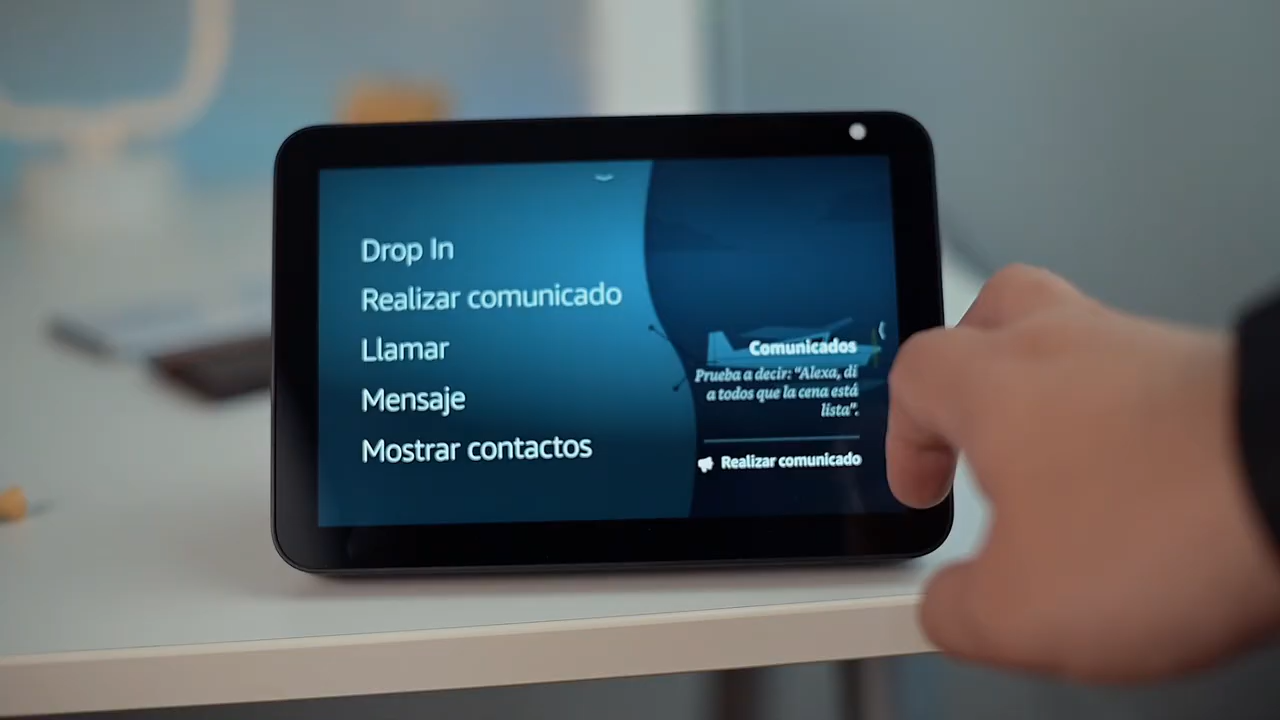 Drop In
Realizar comunicado
Llamar
Mensaje
Mostrar contactos
Comunicados
Prueba a decir: “Alexa, di
a todos que la cena está
lista”.
Realizar comunicado